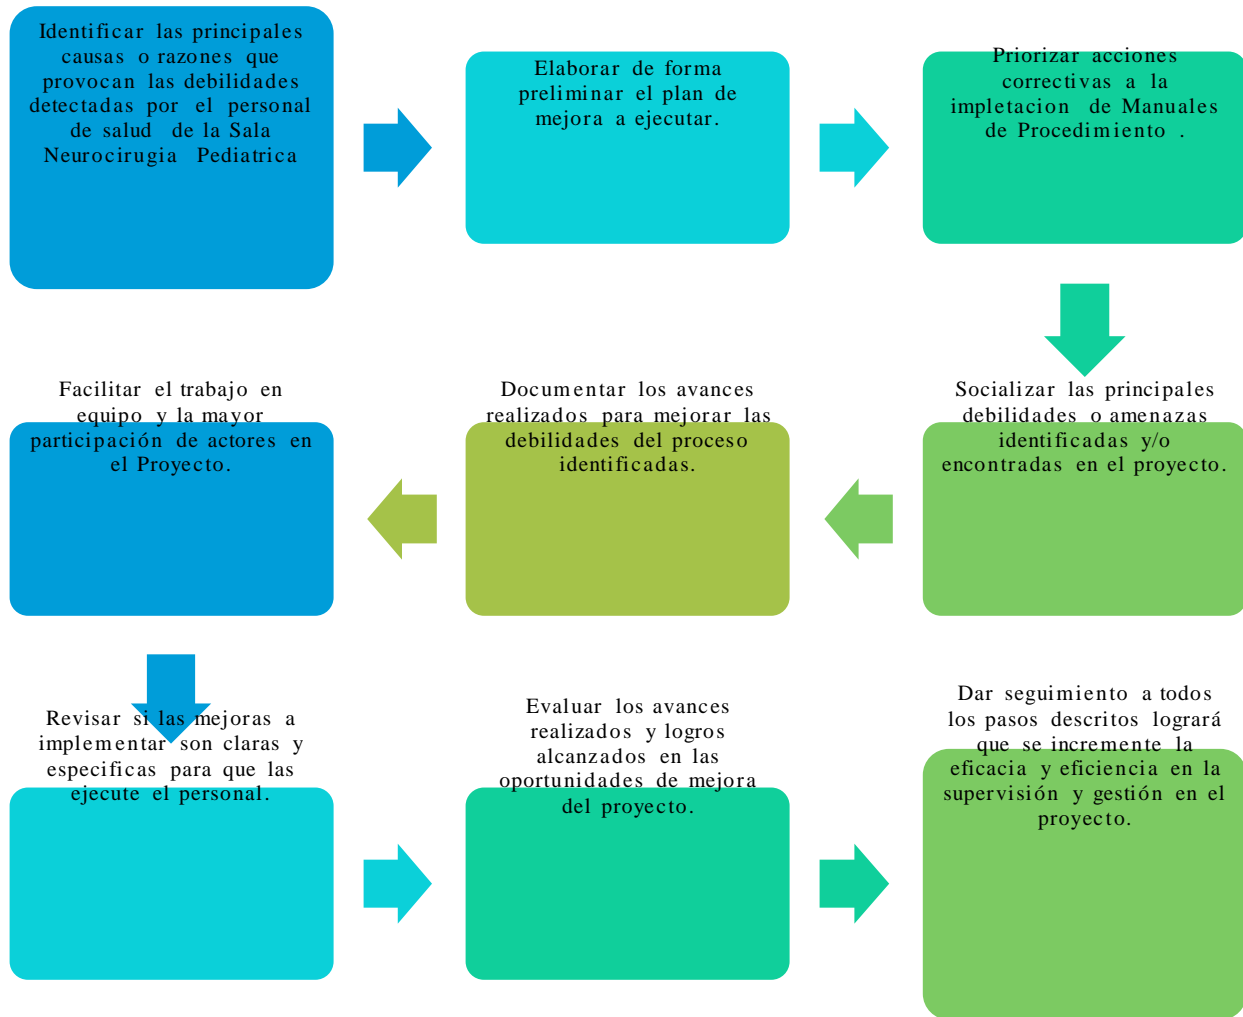 Identificar las principales
causas o razones que
provocan las debilidades
detectadas por el personal
de salud de la Sala
Neurocirugia Pediatrica
Elaborar de forma
preliminar el plan de
mejora a ejecutar.
Priorizar acciones
correctivas a la
impletacion de Manuales
de Procedimiento .
Socializar las principales
debilidades o amenazas
identificadas y/o
encontradas en el proyecto.
Documentar los avances
realizados para mejorar las
debilidades del proceso
identificadas.
Facilitar el trabajo en
equipo y la mayor
participación de actores en
el Proyecto.
Revisar si las mejoras a
implementar son claras y
especificas para que las
ejecute el personal.
Evaluar los avances
realizados y logros
alcanzados en las
oportunidades de mejora
del proyecto.
Dar seguimiento a todos
los pasos descritos logrará
que se incremente la
eficacia y eficiencia en la
supervisión y gestión en el
proyecto.